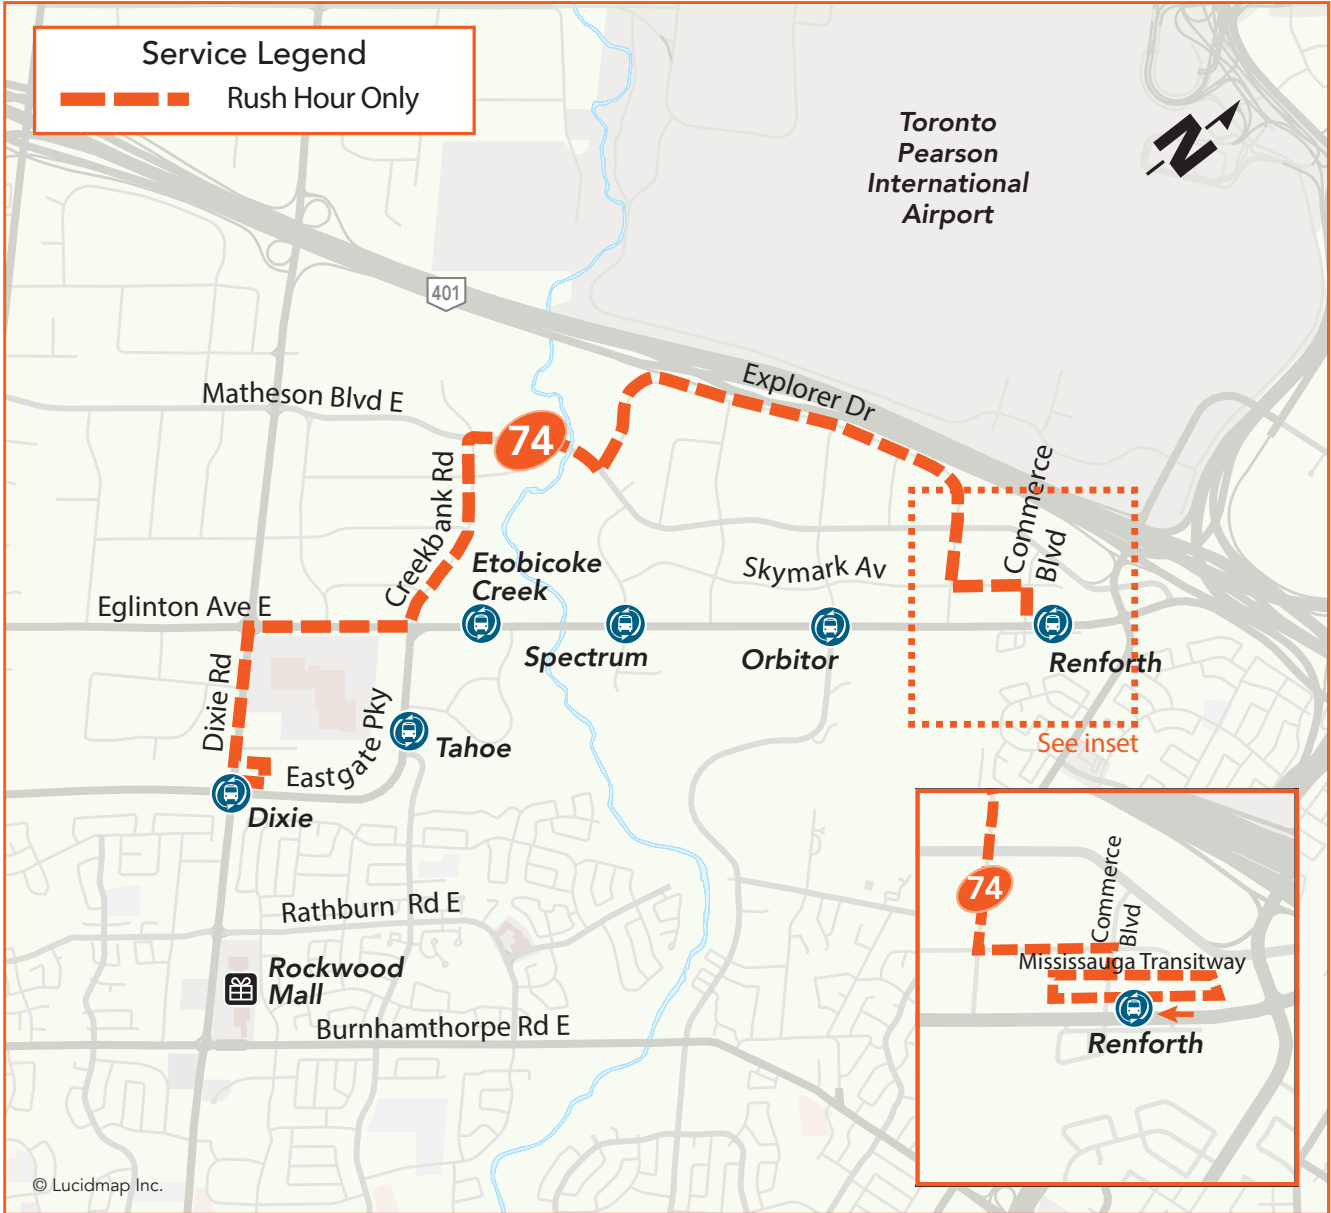 Service Legend
Rush Hour Only
Toronto
Pearson
International
Airport
N
401
Matheson Blvd E
Explorer Dr
74
Creekbank Rd
Commerce
Blvd
Etobicoke
Creek
Skymark Av
Eglinton Ave E
Spectrum
Orbitor
Renforth
Dixie Rd
Eastgate Pky
Tahoe
See inset
Dixie
Rathburn Rd E
Rockwood
Mall
Burnhamthorpe Rd E
74
Commerce
Blvd
Mississauga Transitway
Renforth
© Lucidmap Inc.